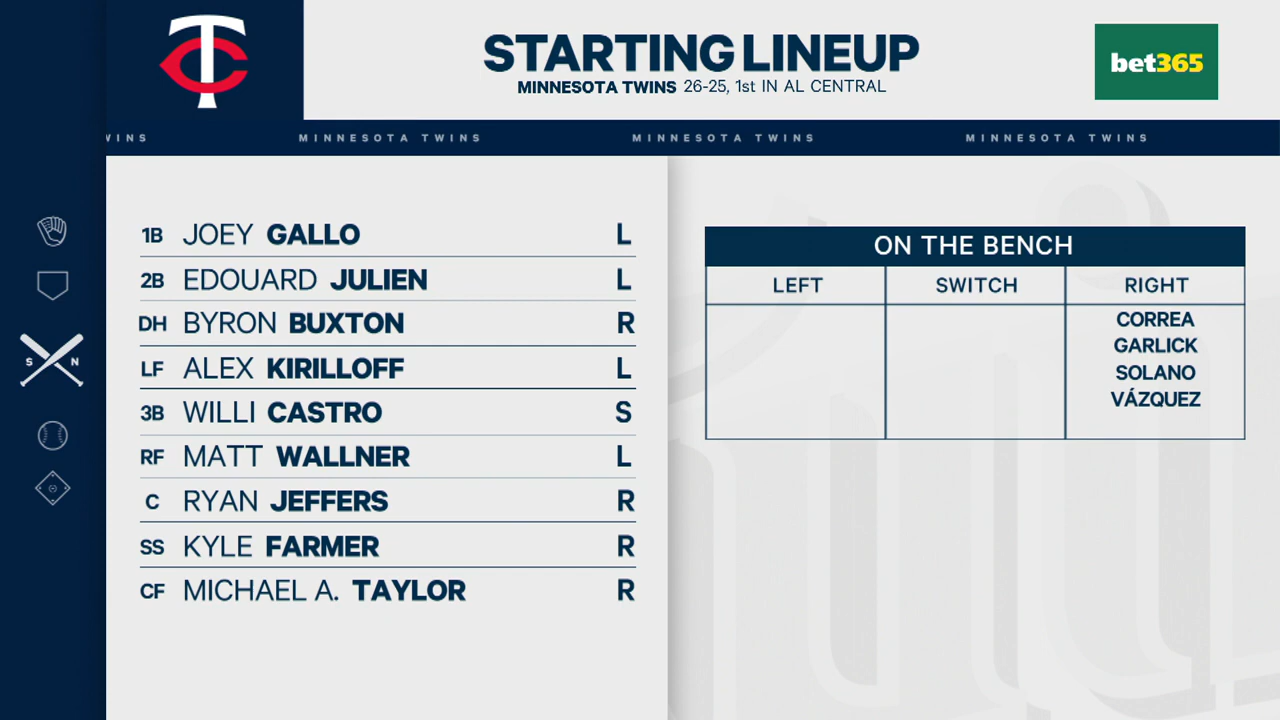 TC
STARTING LINEUP
MINNESOTA TWINS 26-25, 1st IN AL CENTRAL
bet365
WINS MINNESOTA TWINS MINNESOTA TWINS MINNESOTA TWINS
1B JOEY GALLO L
2B EDOUARD JULIEN L
DH BYRON BUXTON R
LF ALEX KIRILLOFF L
3B WILLI CASTRO S
RF MATT WALLNER L
C RYAN JEFFERS R
SS KYLE FARMER R
CF MICHAEL A. TAYLOR R
S N
ON THE BENCH
LEFT SWITCH RIGHT
CORREA
GARLICK
SOLANO
VÁZQUEZ